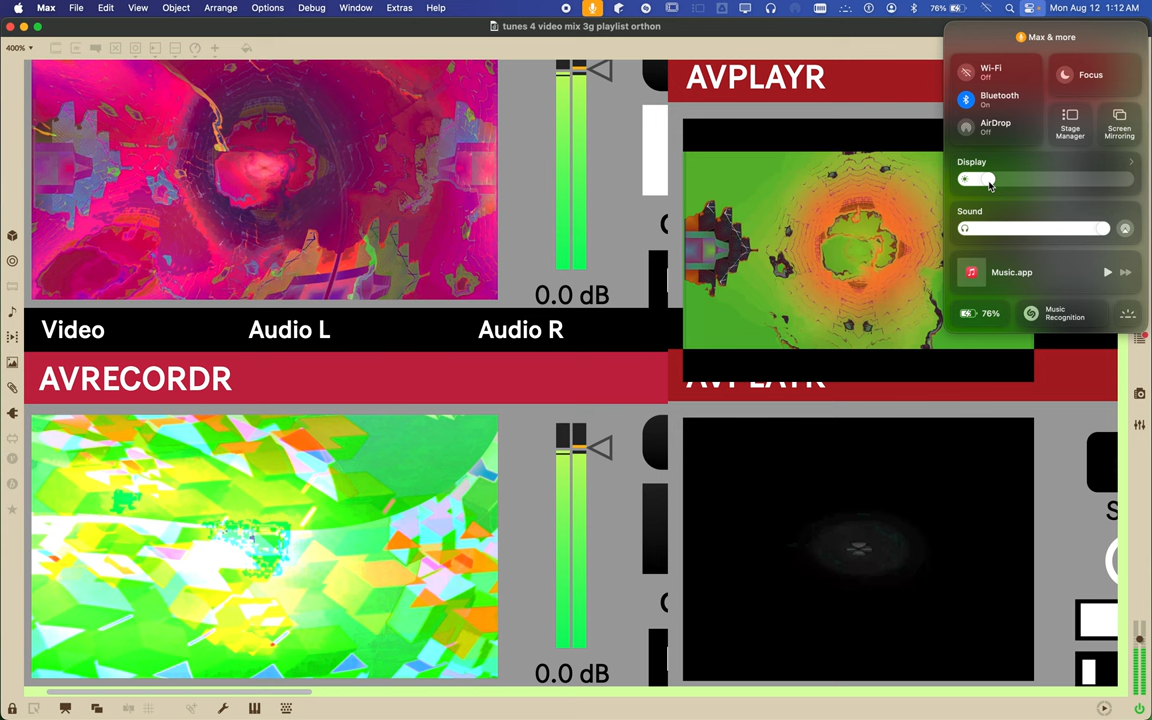 Max File Edit View Object Arrange Options Debug Window Extras Help 76% Mon Aug 12 1:12 AM
tunes 4 video mix 3g playlist orthon
400%
Max & more
Wi-Fi
Off
Focus
Bluetooth
On
AirDrop
Off
Stage
Manager
Screen
Mirroring
Display
Sound
Music.app
76%
Music
Recognition
AVPLAYR
0.0 dB
Video Audio L Audio R
AVRECORDR
AVPLAYR
0.0 dB